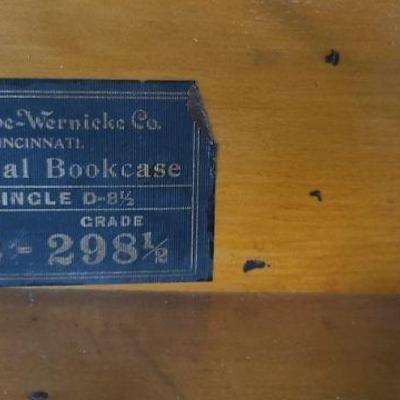 be-Wernicke Co.
INCINNATI.
al Bookcase
INGLE D-8½
GRADE
- 298½